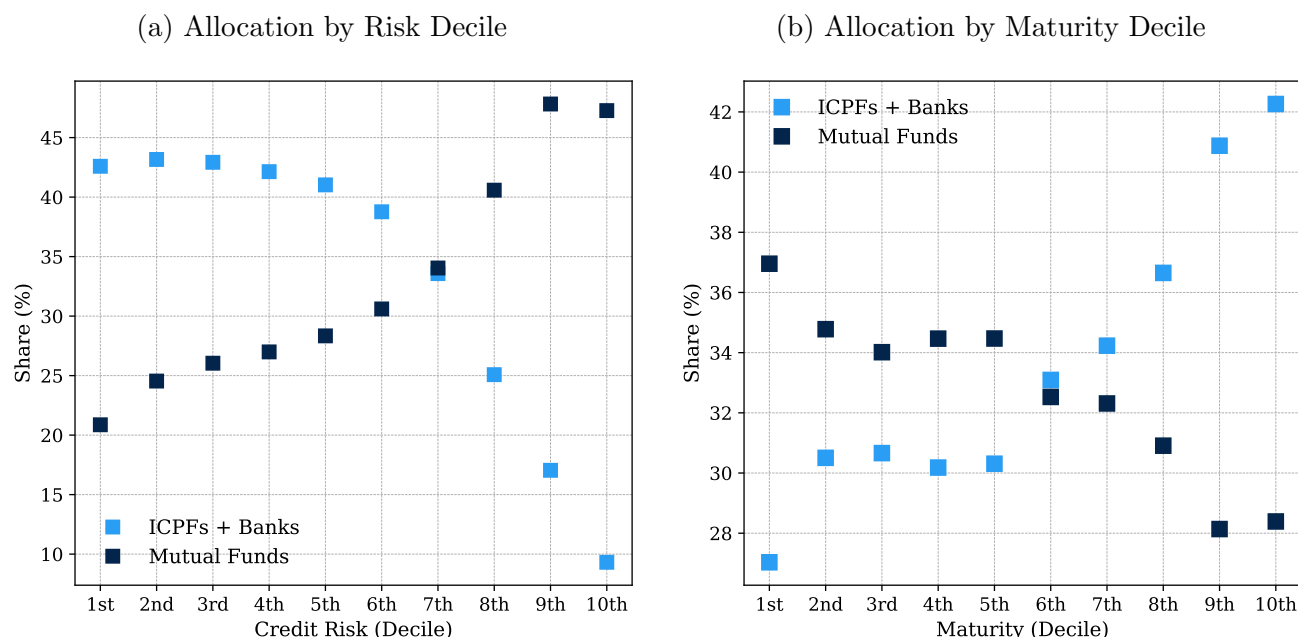 (a) Allocation by Risk Decile
Share (%)
45
40
35
30
25
20
15
10
ICPFs + Banks
Mutual Funds
1st 2nd 3rd 4th 5th 6th 7th 8th 9th 10th
Credit Risk (Decile)
(b) Allocation by Maturity Decile
Share (%)
42
40
38
36
34
32
30
28
ICPFs + Banks
Mutual Funds
1st 2nd 3rd 4th 5th 6th 7th 8th 9th 10th
Maturity (Decile)